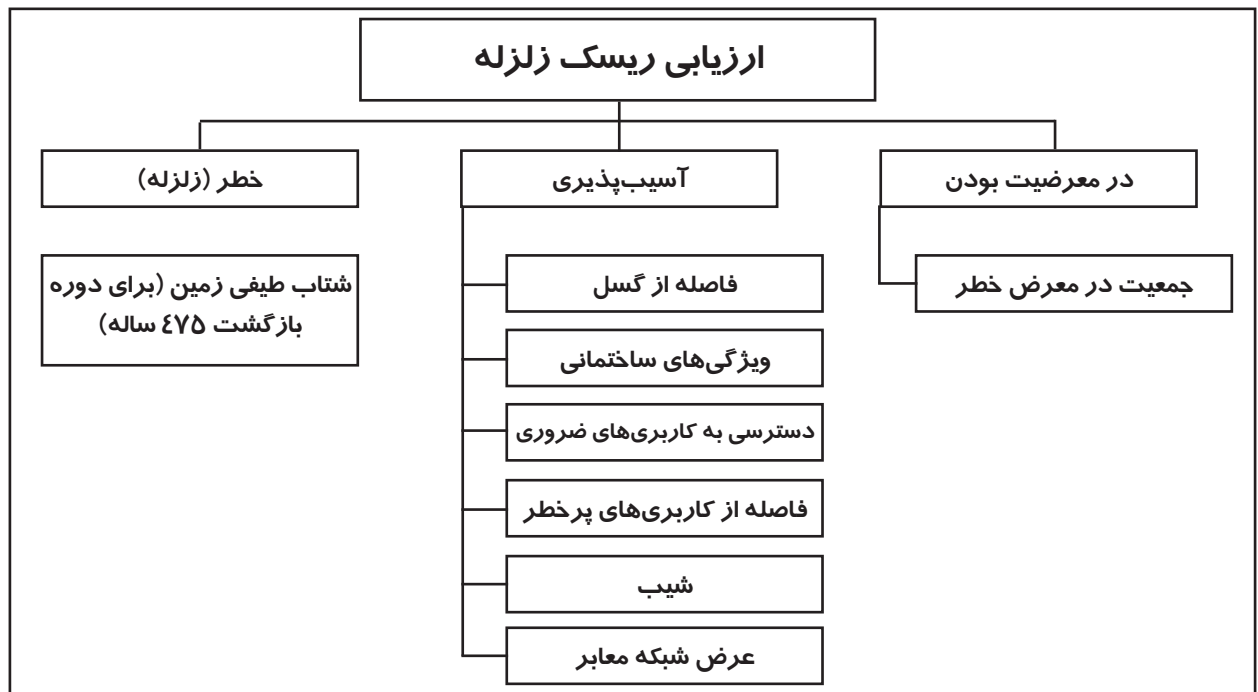 ارزیابی ریسک زلزله
در معرضیت بودن
آسیب‌پذیری
خطر (زلزله)
جمعیت در معرض خطر
فاصله از گسل
ویژگی‌های ساختمانی
دسترسی به کاربری‌های ضروری
فاصله از کاربری‌های پرخطر
شیب
عرض شبکه معابر
شتاب طیفی زمین (برای دوره
بازگشت ٤٧٥ ساله)